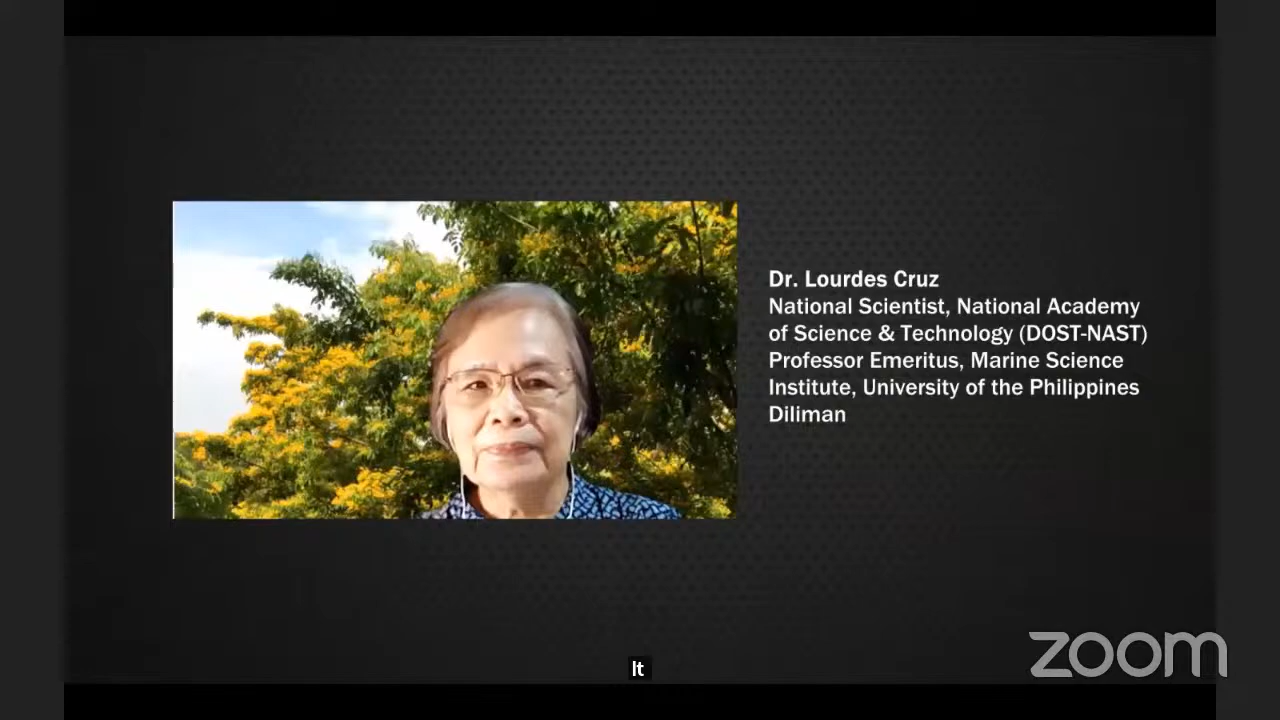 Dr. Lourdes Cruz
National Scientist, National Academy
of Science & Technology (DOST-NAST)
Professor Emeritus, Marine Science
Institute, University of the Philippines
Diliman
zoom
It